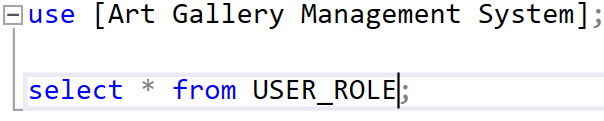 use [Art Gallery Management System];
select * from USER_ROLE;